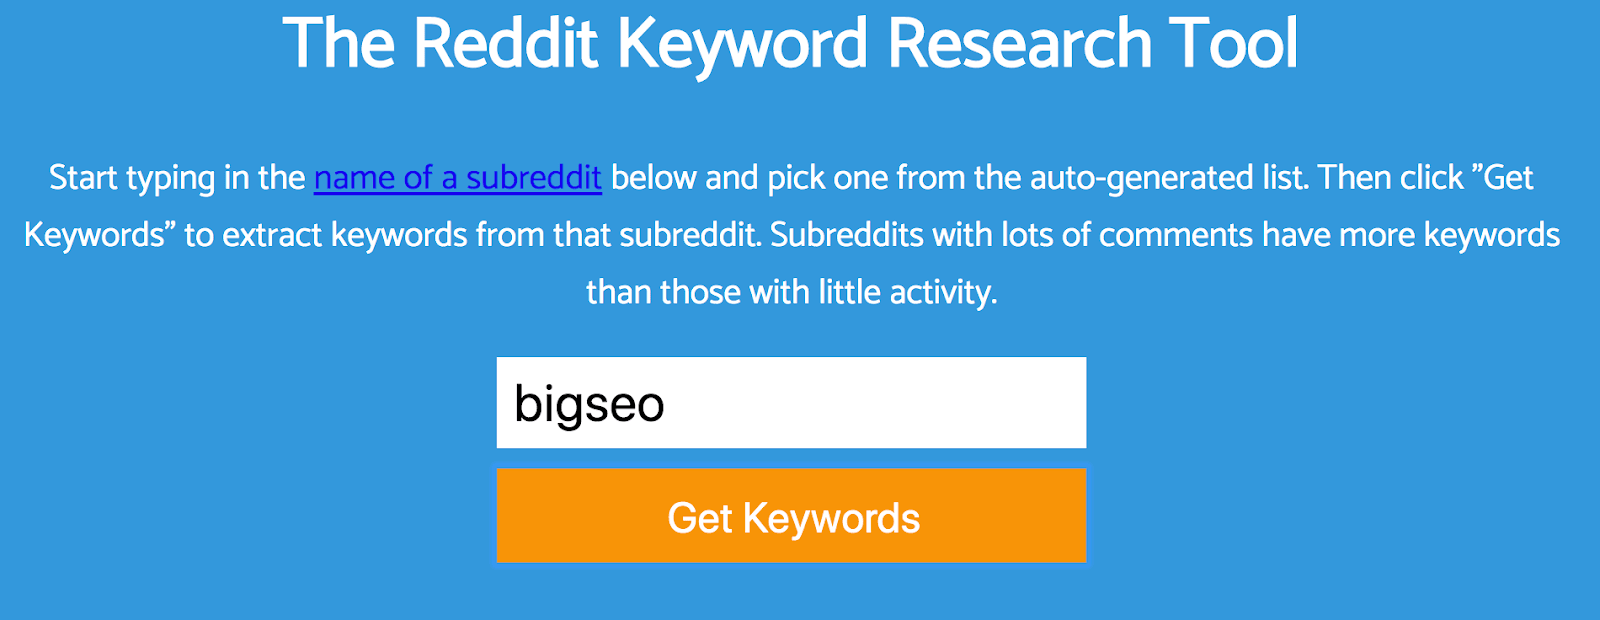 The Reddit Keyword Research Tool
Start typing in the name of a subreddit below and pick one from the auto-generated list. Then click ”Get
Keywords” to extract keywords from that subreddit. Subreddits with lots of comments have more keywords
than those with little activity.
bigseo
Get Keywords